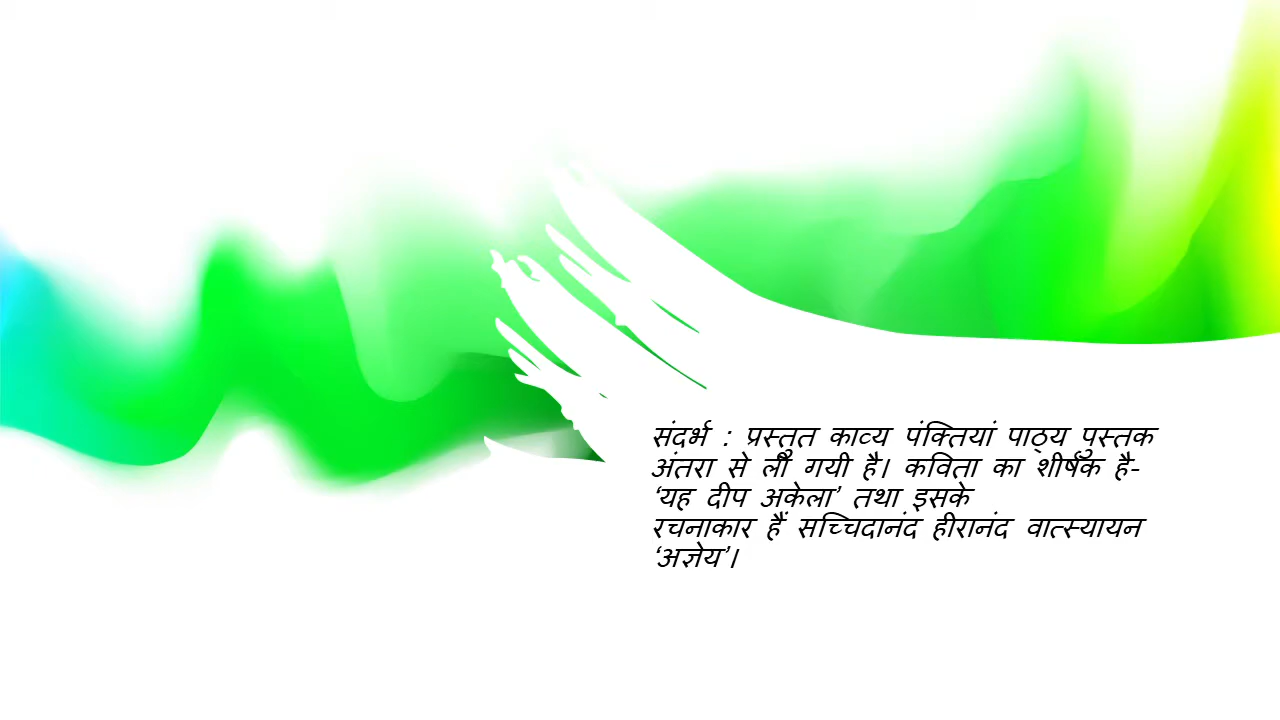 संदर्भ : प्रस्तुत काव्य पंक्तियां पाठ्य पुस्तक
अंतरा से ली गयी है। कविता का शीर्षक है-
‘यह दीप अकेला’ तथा इसके
रचनाकार हैं सच्चिदानंद हीरानंद वात्स्यायन
‘अज्ञेय’।